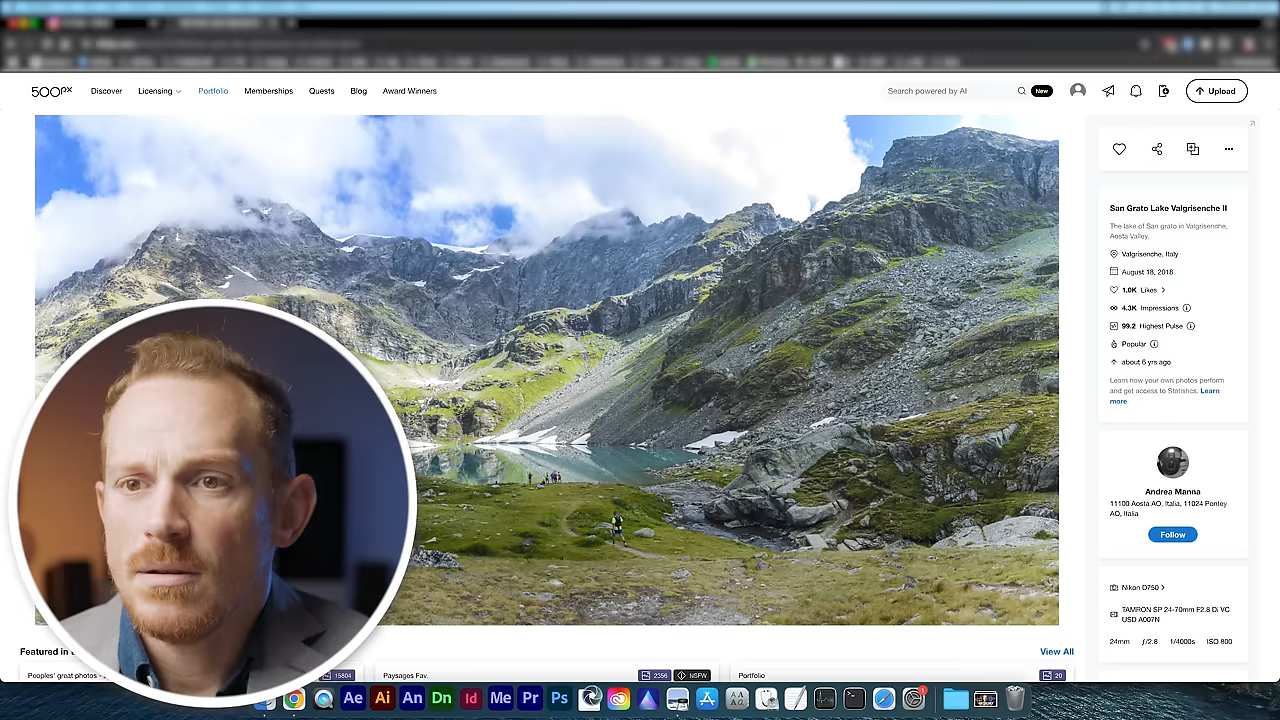 500px Discover Licensing Portfolio Memberships Quests Blog Award Winners Search powered by AI New Upload
San Grato Lake Valgrisenche II
The lake of San grato in Valgrisenche,
Aosta Valley.
Valgrisenche, Italy
August 18, 2018
1.0K Likes
4.3K Impressions
99.2 Highest Pulse
Popular
about 6 yrs ago
Learn how your own photos perform
and get access to Statistics. Learn
more
Andrea Manna
11100 Aosto AO, Italia, 11024 Pontey
AO, Italia
Follow
Nikon D750
TAMRON SP 24-70mm F2.8 Di VC
USD A007N
24mm ƒ/2.8 1/4000s ISO 800
Featured in View All
Peoples' great photos 15804 Paysages Fav. 2356 NSFW Portfolio 20
Ae Ai An Dn Id Me Pr Ps